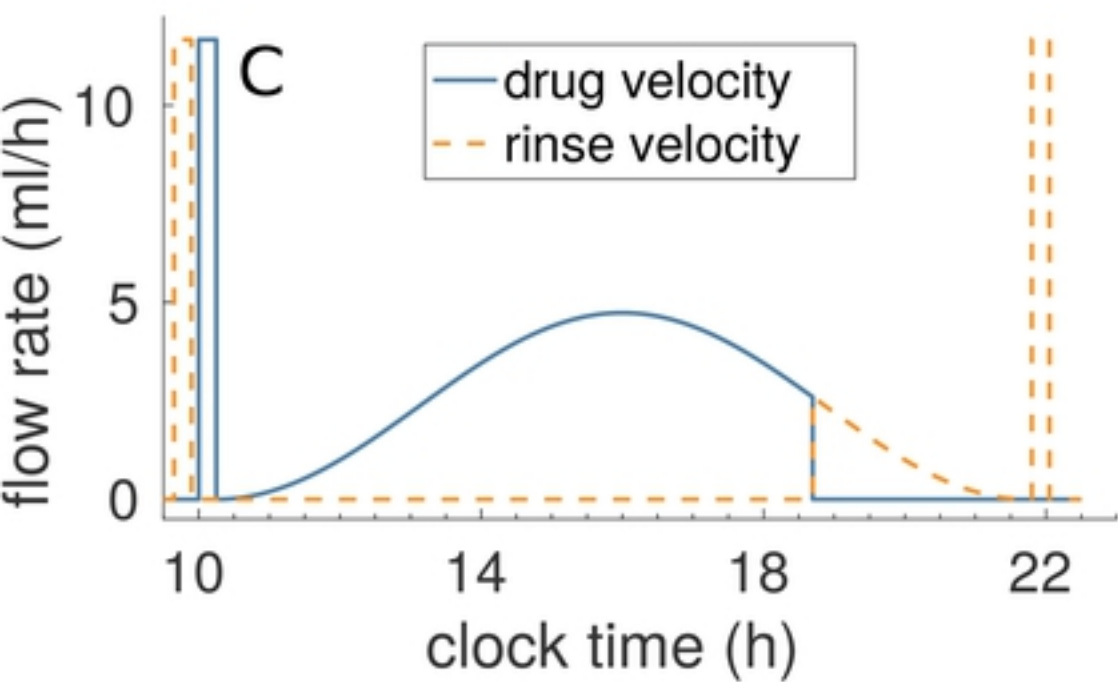 C
drug velocity
rinse velocity
flow rate (ml/h)
10
5
0
10 14 18 22
clock time (h)